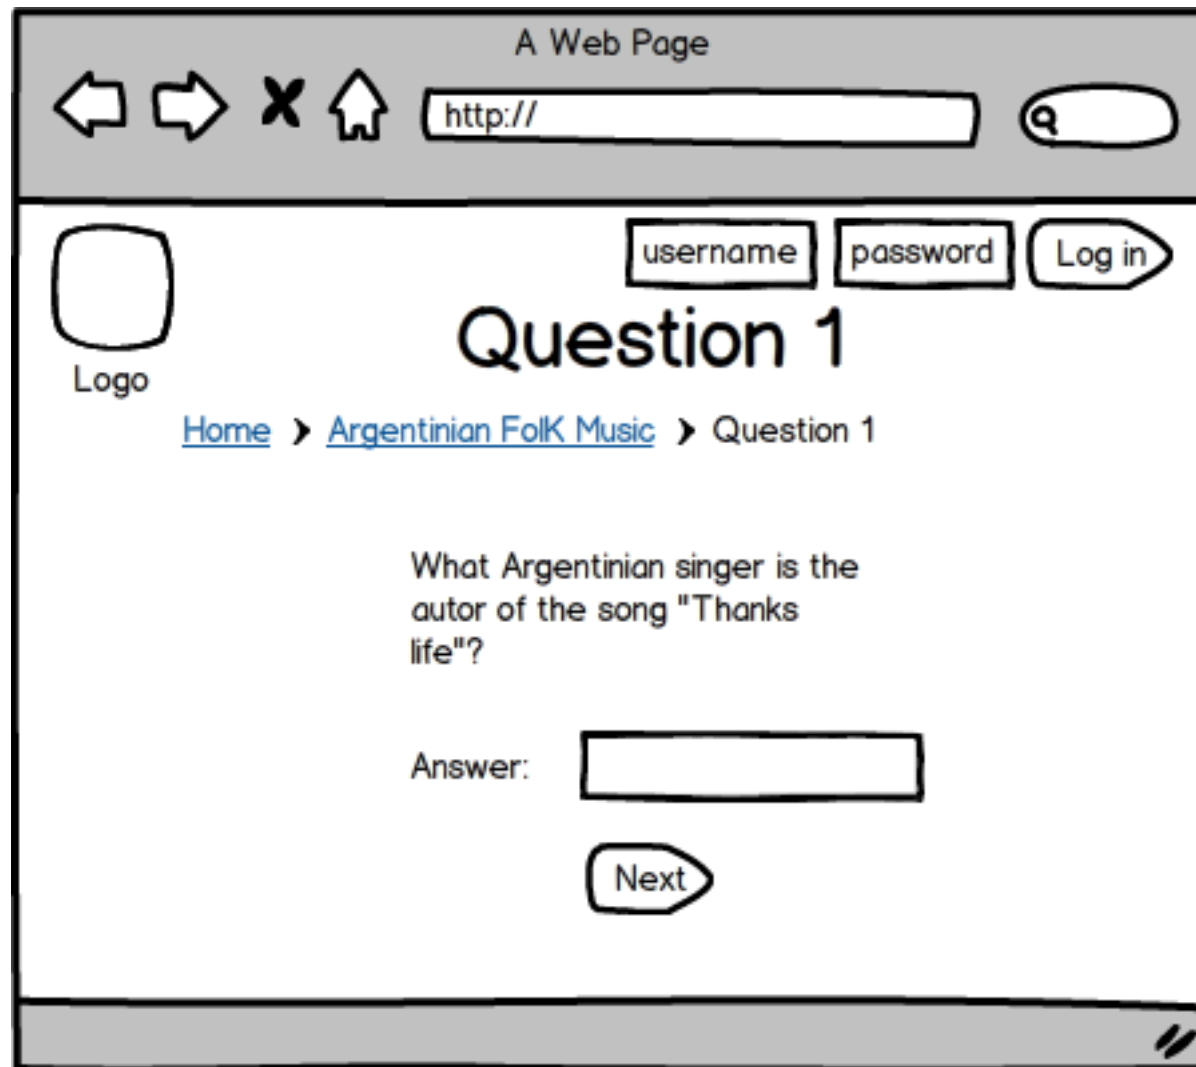 A Web Page
http://
username
password
Log in
Question 1
Logo
Home > Argentinian FolK Music > Question 1
What Argentinian singer is the
autor of the song "Thanks
life"?
Answer:
Next